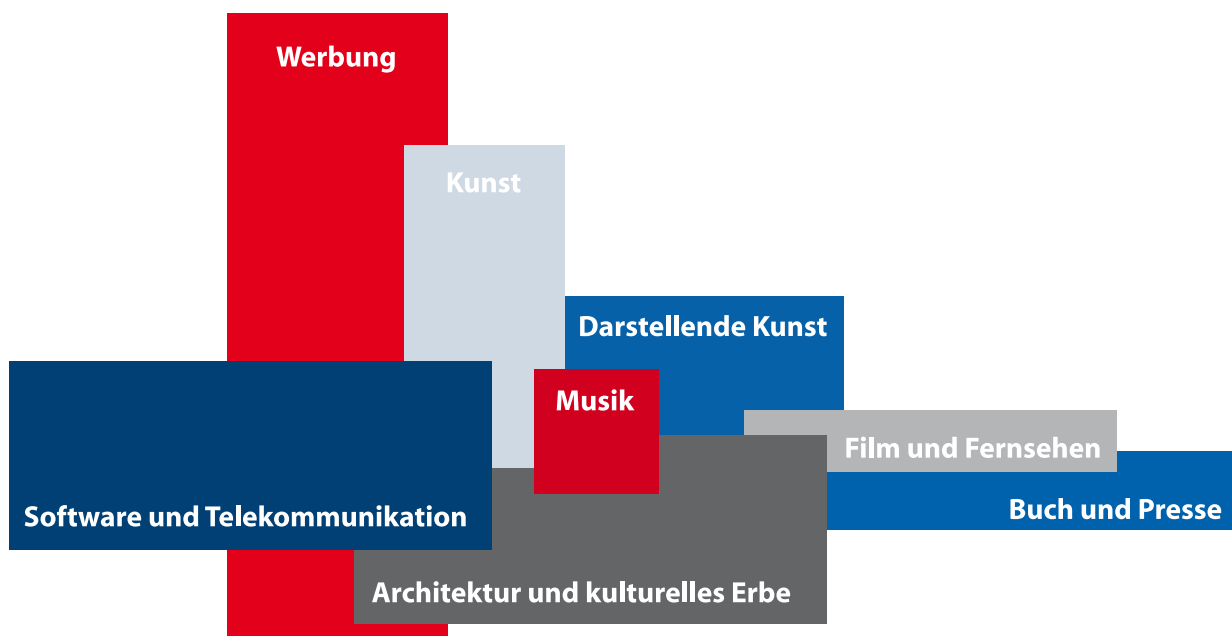 Werbung
Kunst
Darstellende Kunst
Musik
Film und Fernsehen
Buch und Presse
Software und Telekommunikation
Architektur und kulturelles Erbe